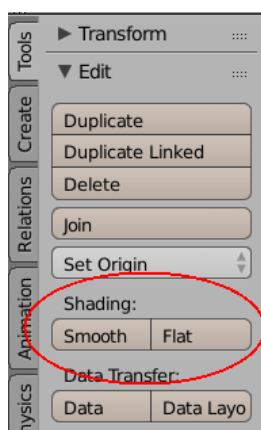 Tools
Create
Relations
Animation
hysics
Transform
Edit
Duplicate
Duplicate Linked
Delete
Join
Set Origin
Shading:
Smooth Flat
Data Transfer:
Data Data Layo